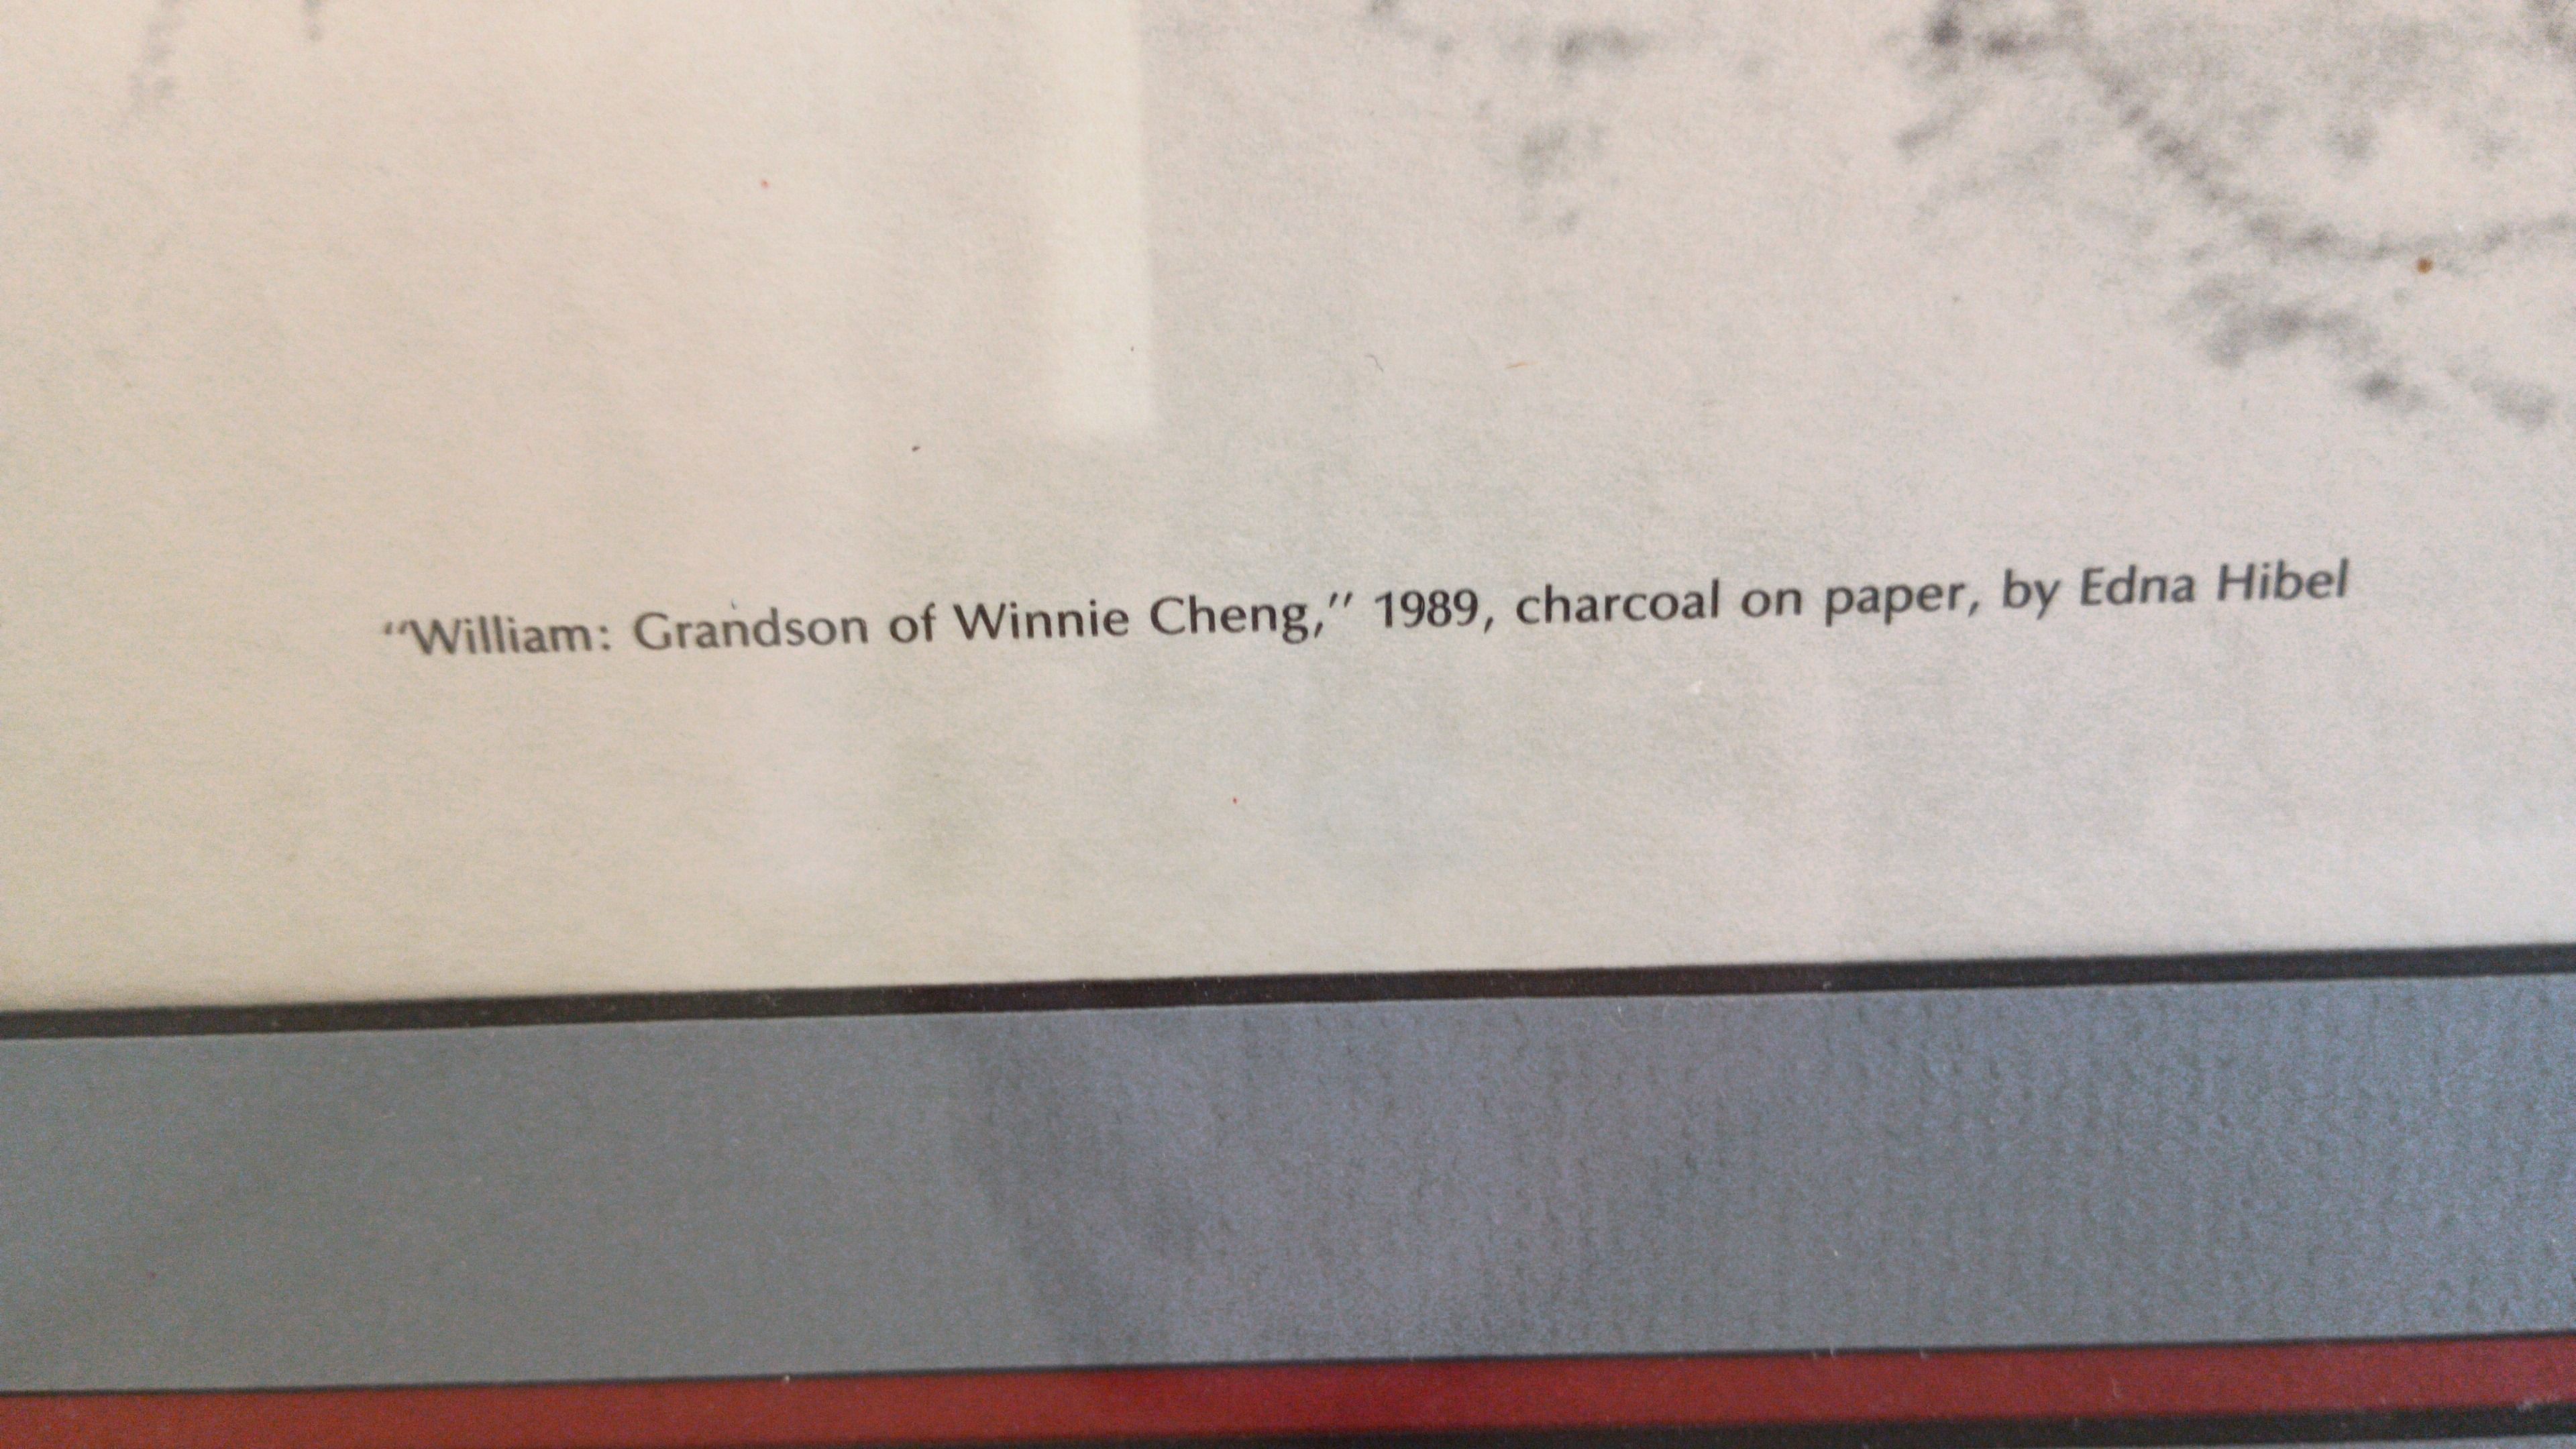 “William: Grandson of Winnie Cheng,” 1989, charcoal on paper, by Edna Hibel